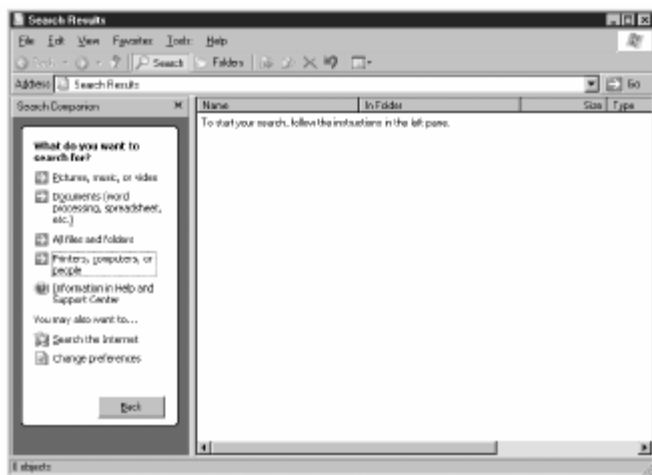 Search Results
File Edit View Favorites Tools Help
Back Search Folders
Address Search Results Go
Search Companion
Name In Folder Size Type
To start your search, follow the instructions in the left pane.
What do you want to
search for?
Pictures, music, or video
Documents (word
processing, spreadsheet,
etc.)
All files and folders
Printers, computers, or
people
Information in Help and
Support Center
You may also want to...
Search the Internet
Change preferences
Back
0 objects